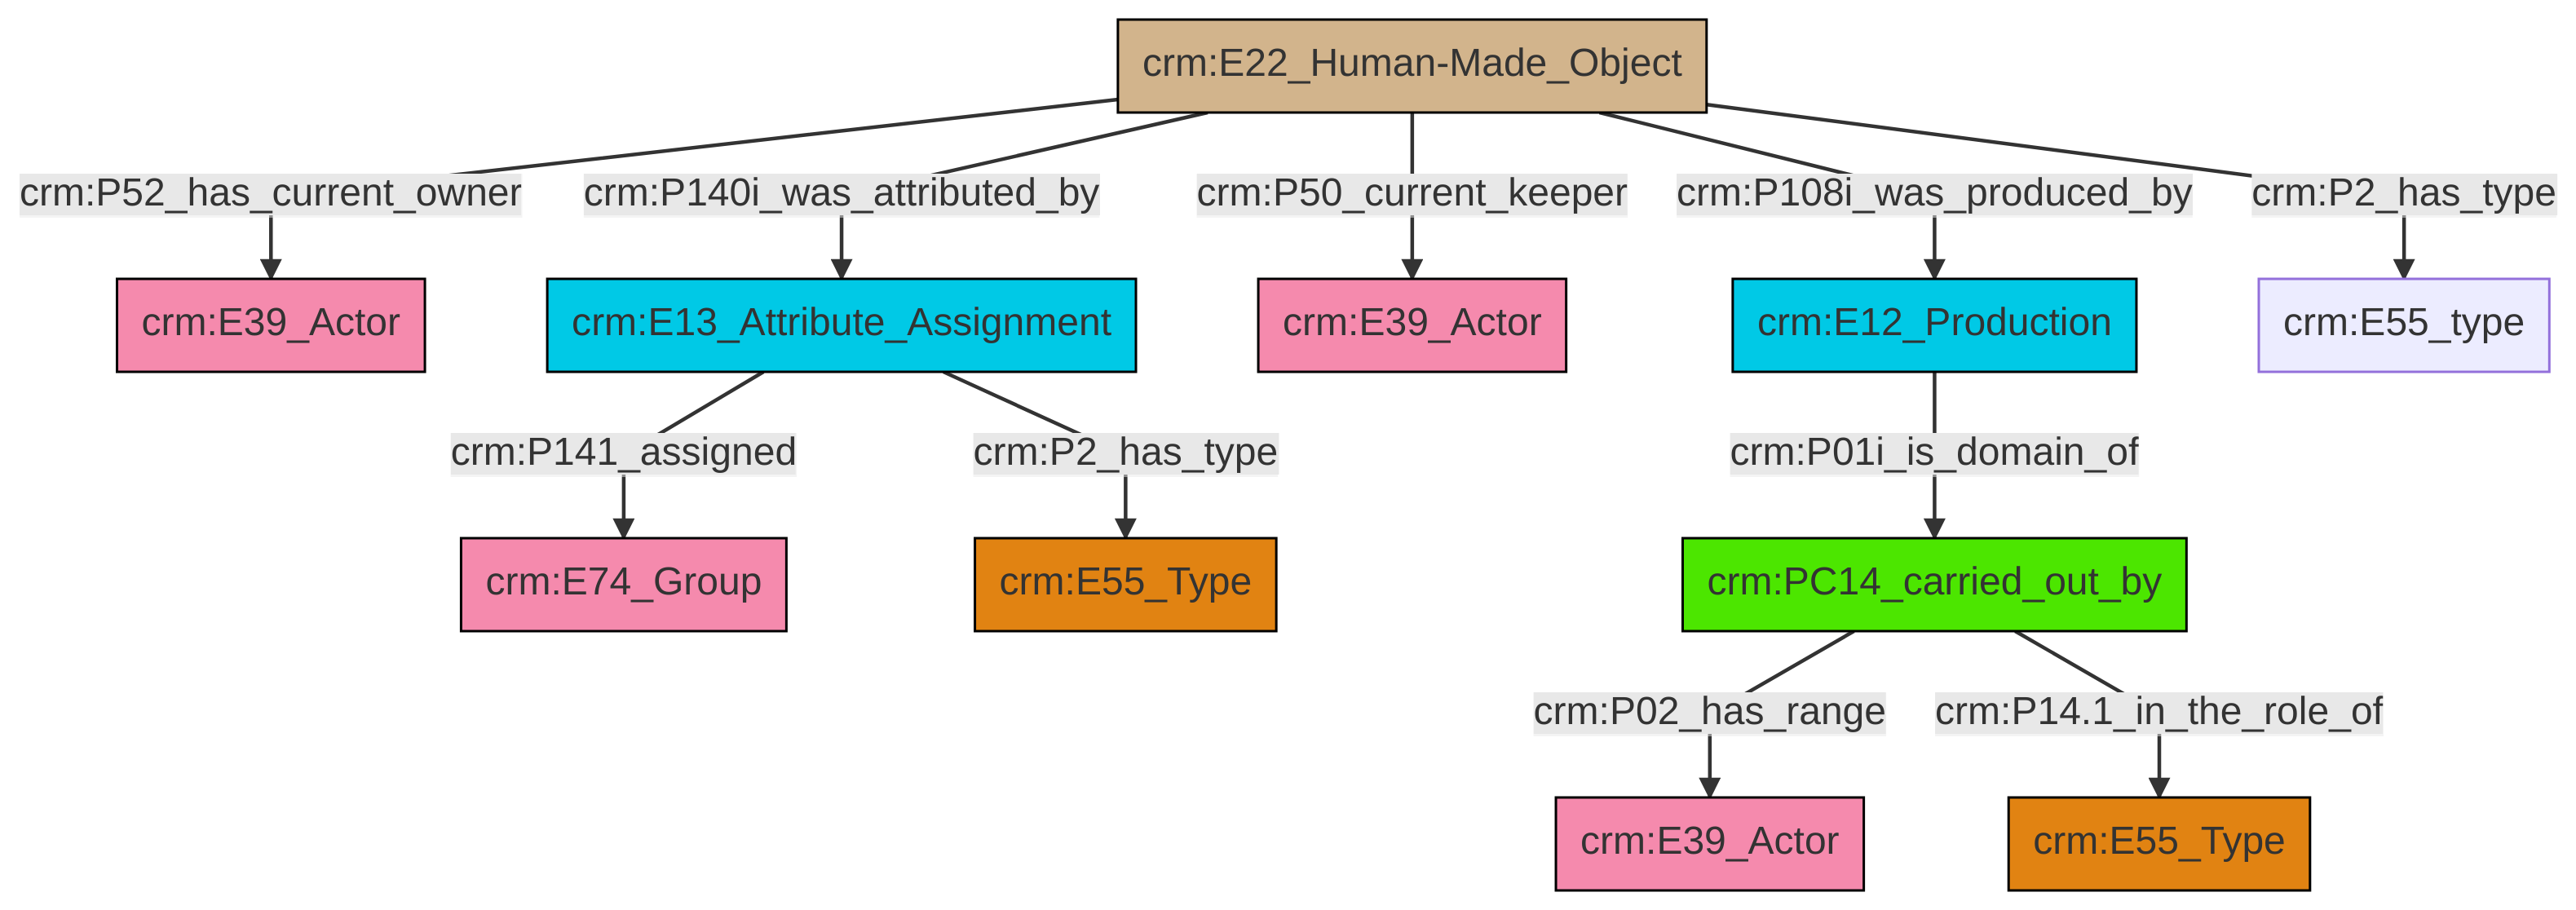 crm:E22_Human-Made_Object
crm:P52_has_current_owner
crm:P140i_was_attributed_by
crm:P50_current_keeper
crm:P108i_was_produced_by
crm:P2_has_type
crm:E39_Actor
crm:E13_Attribute_Assignment
crm:E39_Actor
crm:E12_Production
crm:E55_type
crm:P141_assigned
crm:P2_has_type
crm:P01i_is_domain_of
crm:E74_Group
crm:E55_Type
crm:PC14_carried_out_by
crm:P02_has_range
crm:P14.1_in_the_role_of
crm:E39_Actor
crm:E55_Type